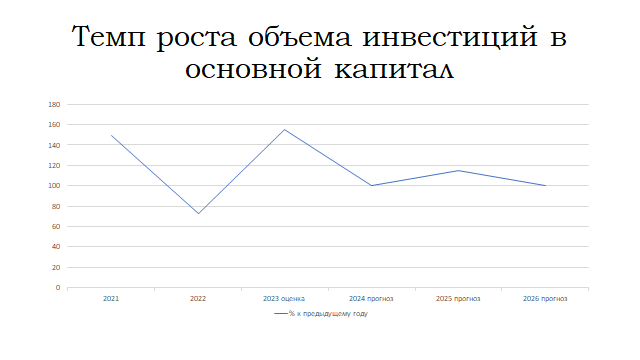 Темп роста объема инвестиций в
основной капитал
180
160
140
120
100
80
60
40
20
0
2021 2022 2023 оценка 2024 прогноз 2025 прогноз 2026 прогноз
% к предыдущему году